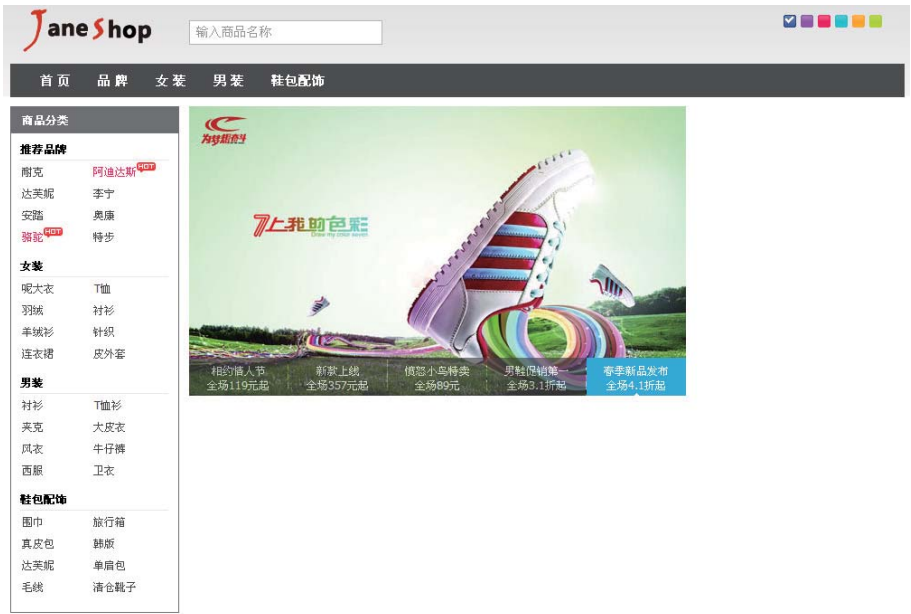 Jane Shop
输入商品名称
首页 品牌 女装 男装 鞋包配饰
商品分类
推荐品牌
耐克 阿迪达斯 HOT
达芙妮 李宁
安踏 奥康
骆驼 HOT 特步
女装
呢大衣 T恤
羽绒 衬衫
羊绒衫 针织
连衣裙 皮外套
男装
衬衫 T恤衫
夹克 大皮衣
风衣 牛仔裤
西服 卫衣
鞋包配饰
围巾 旅行箱
真皮包 韩版
达芙妮 单肩包
毛线 清仓靴子
为梦想奋斗
7上我的色彩
相约情人节 新款上线 愤怒小鸟特卖 男鞋促销第一 春季新品发布
全场119元起 全场357元起 全场89元 全场3.1折起 全场4.1折起